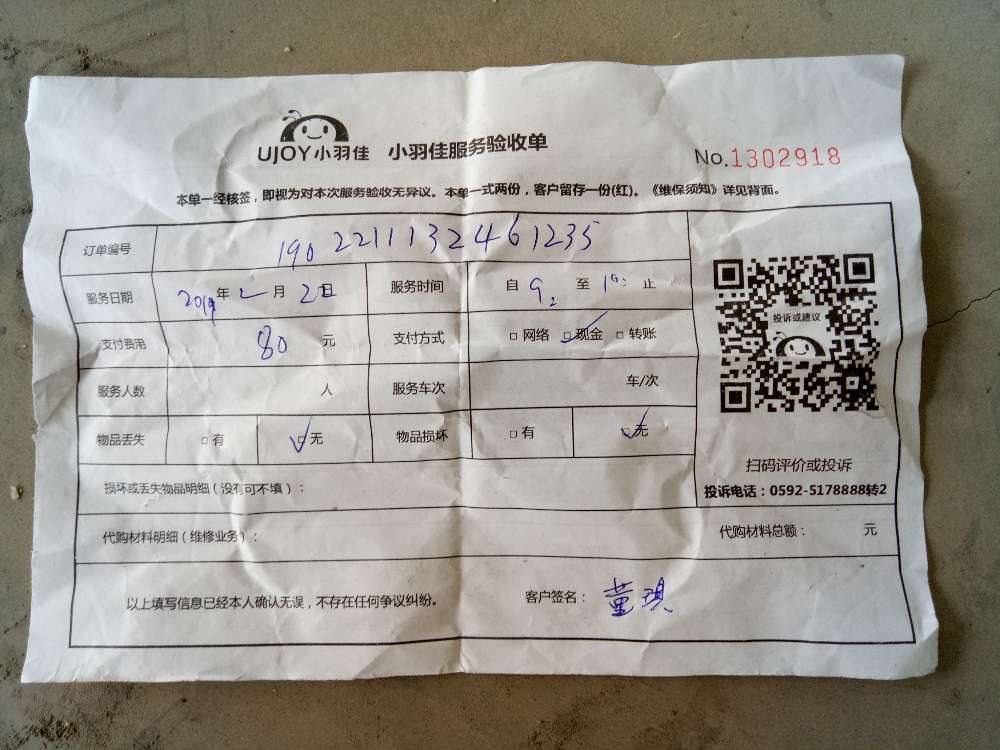 UJOY小羽佳 小羽佳服务验收单
No.1302918
本单一经核签，即视为对本次服务验收无异议。本单一式两份，客户留存一份(红)。《维保须知》详见背面。
订单编号 190 2211132461235
服务日期 2019年2月2日 服务时间 自 9: 至 10: 止
支付费用 80 元 支付方式 □网络 □现金 □转账
投诉或建议
服务人数 人 服务车次 车/次
物品丢失 □有 □无 物品损坏 □有 □无
扫码评价或投诉
损坏或丢失物品明细（没有可不填）：
投诉电话：0592-5178888转2
代购材料明细（维修业务）： 代购材料总额： 元
以上填写信息已经本人确认无误，不存在任何争议纠纷。 客户签名： 董琪